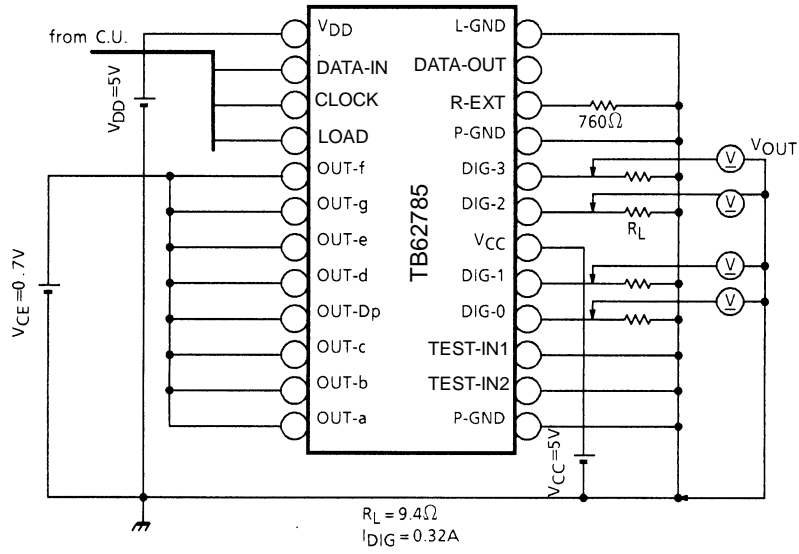 from C.U.
VDD=5V
VCE=0.7V
VDD
DATA-IN
CLOCK
LOAD
OUT-f
OUT-g
OUT-e
OUT-d
OUT-Dp
OUT-c
OUT-b
OUT-a
TB62785
L-GND
DATA-OUT
R-EXT
P-GND
DIG-3
DIG-2
VCC
DIG-1
DIG-0
TEST-IN1
TEST-IN2
P-GND
760Ω
VOUT
V
V
RL
V
V
VCC=5V
RL = 9.4Ω
IDIG = 0.32A